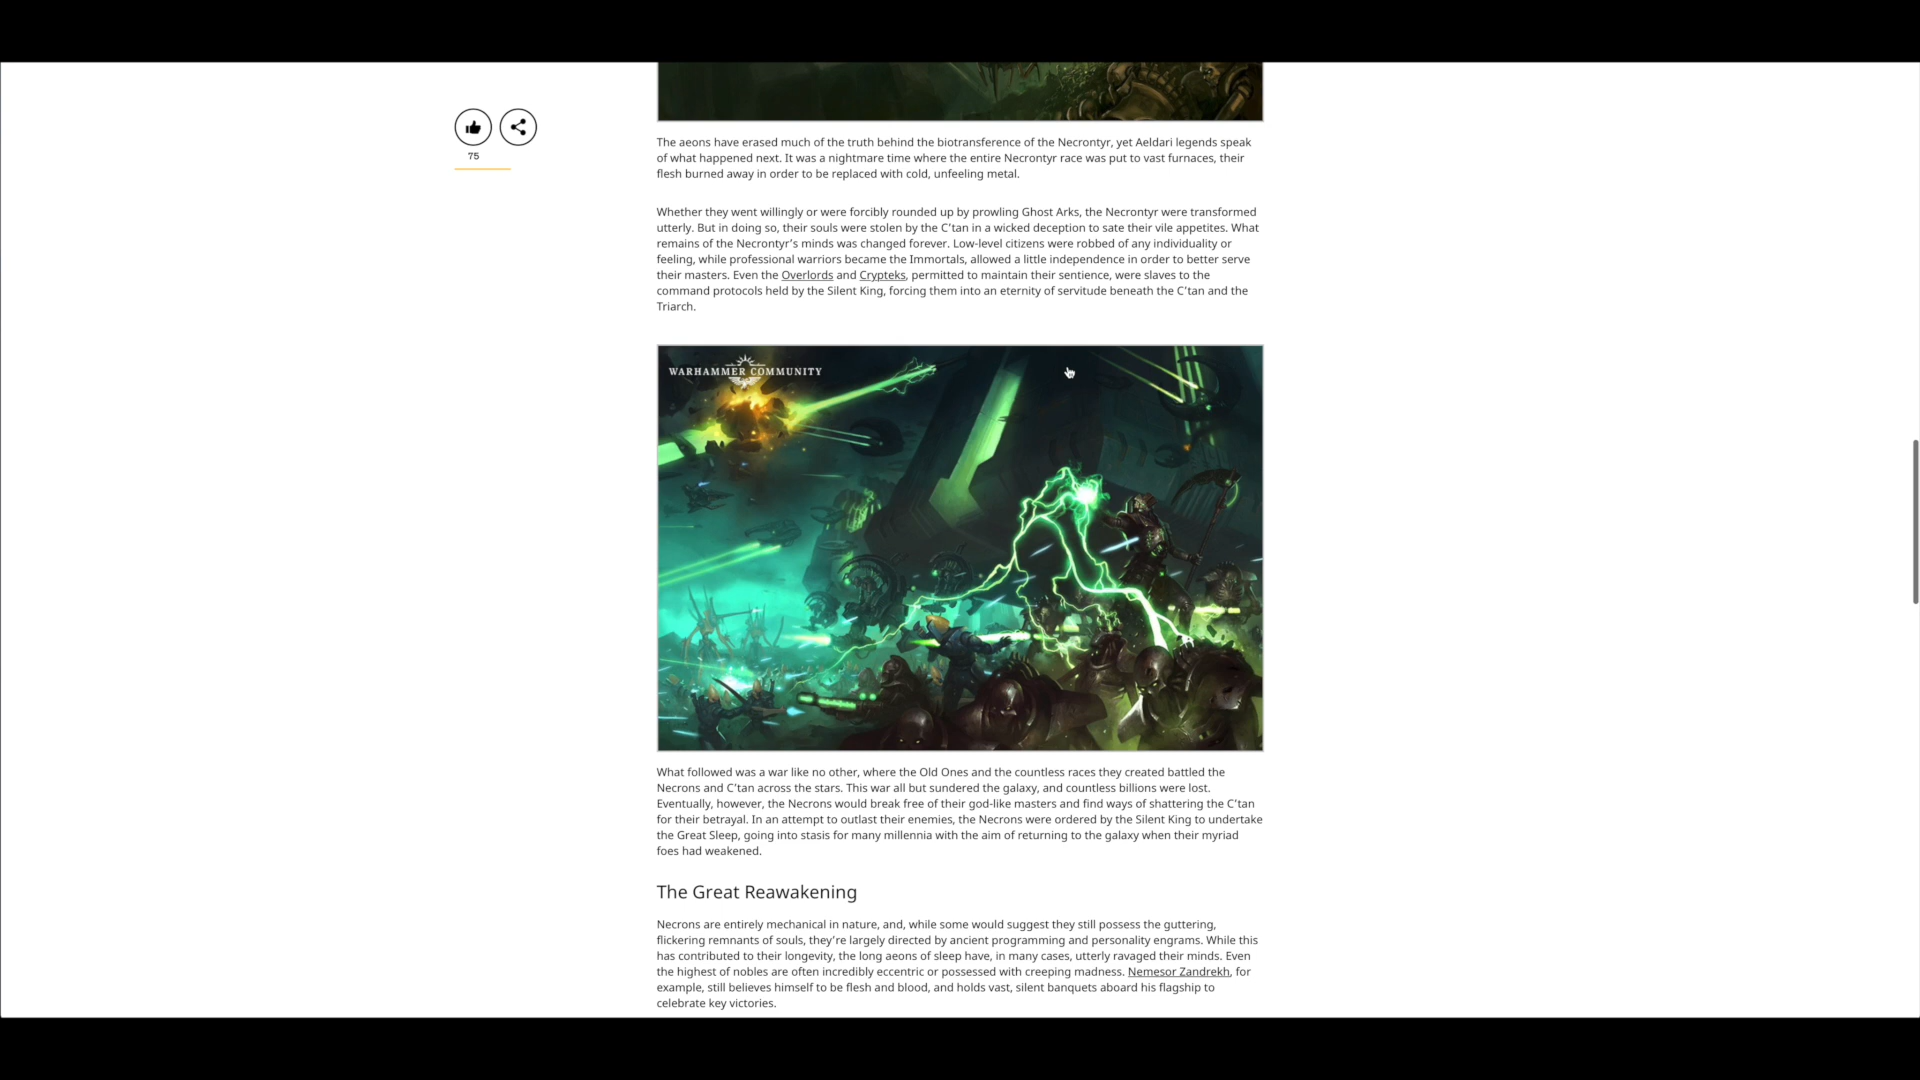 75
The aeons have erased much of the truth behind the biotransference of the Necrontyr, yet Aeldari legends speak
of what happened next. It was a nightmare time where the entire Necrontyr race was put to vast furnaces, their
flesh burned away in order to be replaced with cold, unfeeling metal.
Whether they went willingly or were forcibly rounded up by prowling Ghost Arks, the Necrontyr were transformed
utterly. But in doing so, their souls were stolen by the C’tan in a wicked deception to sate their vile appetites. What
remains of the Necrontyr’s minds was changed forever. Low-level citizens were robbed of any individuality or
feeling, while professional warriors became the Immortals, allowed a little independence in order to better serve
their masters. Even the Overlords and Crypteks, permitted to maintain their sentience, were slaves to the
command protocols held by the Silent King, forcing them into an eternity of servitude beneath the C’tan and the
Triarch.
WARHAMMER COMMUNITY
What followed was a war like no other, where the Old Ones and the countless races they created battled the
Necrons and C’tan across the stars. This war all but sundered the galaxy, and countless billions were lost.
Eventually, however, the Necrons would break free of their god-like masters and find ways of shattering the C’tan
for their betrayal. In an attempt to outlast their enemies, the Necrons were ordered by the Silent King to undertake
the Great Sleep, going into stasis for many millennia with the aim of returning to the galaxy when their myriad
foes had weakened.
The Great Reawakening
Necrons are entirely mechanical in nature, and, while some would suggest they still possess the guttering,
flickering remnants of souls, they’re largely directed by ancient programming and personality engrams. While this
has contributed to their longevity, the long aeons of sleep have, in many cases, utterly ravaged their minds. Even
the highest of nobles are often incredibly eccentric or possessed with creeping madness. Nemesor Zandrekh, for
example, still believes himself to be flesh and blood, and holds vast, silent banquets aboard his flagship to
celebrate key victories.